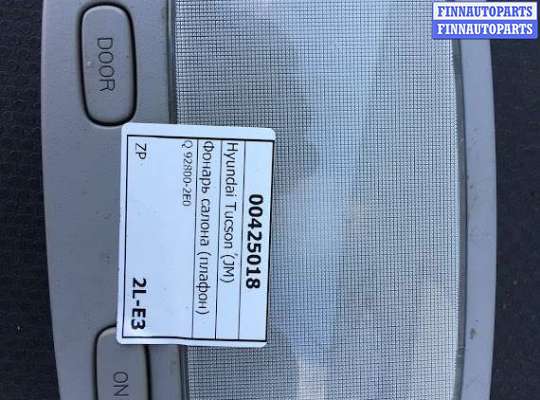 FINNAUTOPARTS
FINNAUTOPARTS
DOOR
00425018
Hyundai Tucson (JM)
Фонарь салона (плафон)
Q 92800-2E0
ZP
2L-E3
ON